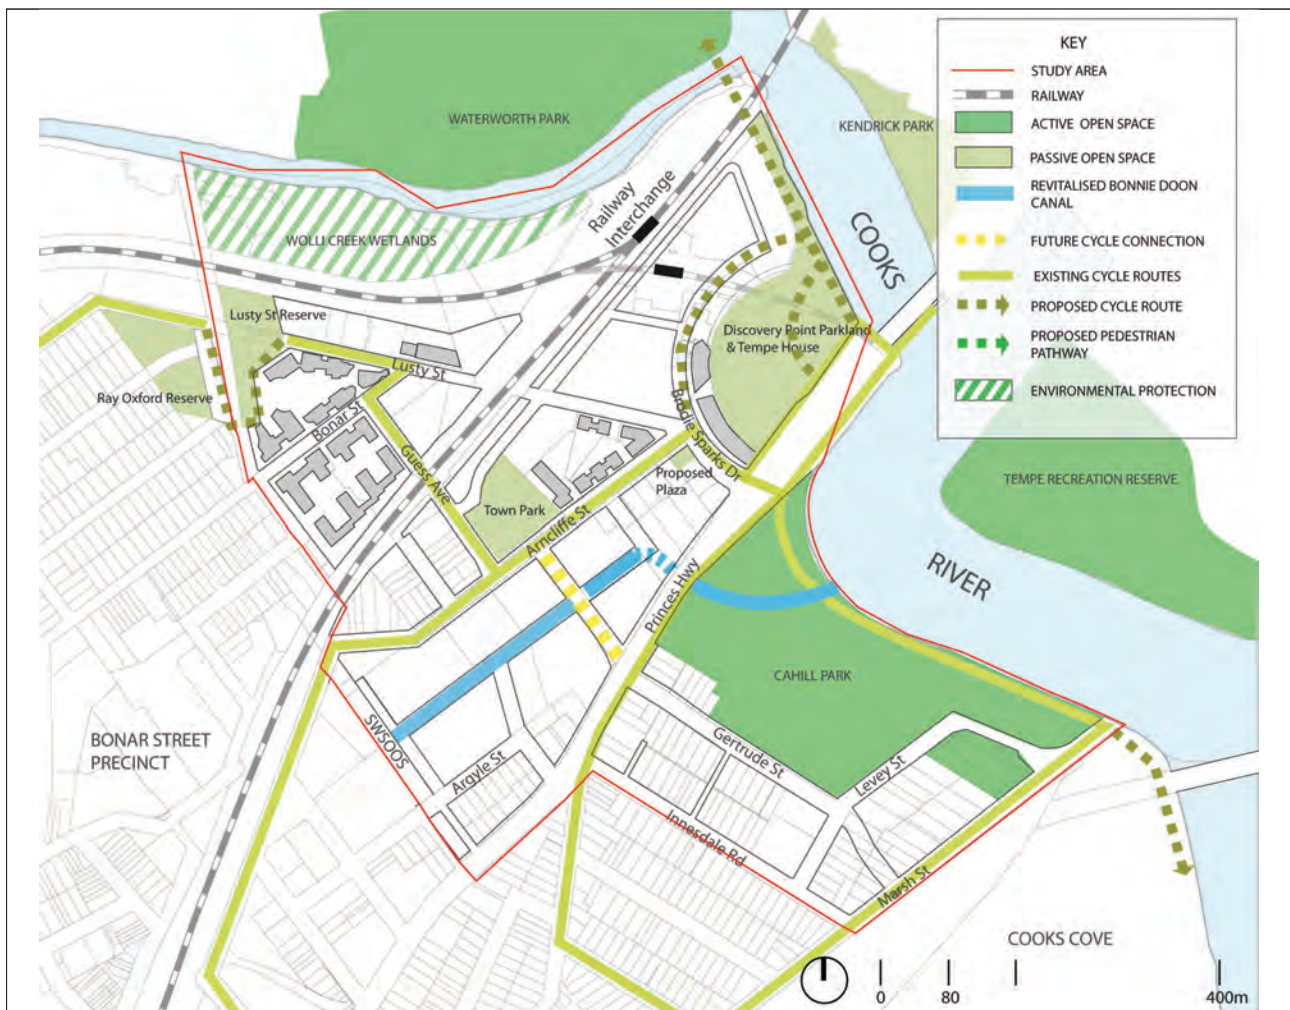 WATERWORTH PARK
KENDRICK PARK
Railway
Interchange
COOKS
WOLLI CREEK WETLANDS
Lusty St Reserve
Discovery Point Parkland
& Tempe House
Lusty St
Ray Oxford Reserve
Bonar St
Brodie Sparks Dr
Guess Ave
Proposed
Plaza
TEMPE RECREATION RESERVE
Town Park
Arncliffe St
RIVER
Princes Hwy
CAHILL PARK
SWSOOS
BONAR STREET
PRECINCT
Gertrude St
Argyle St
Levey St
Innesdale Rd
Marsh St
COOKS COVE
KEY
STUDY AREA
RAILWAY
ACTIVE OPEN SPACE
PASSIVE OPEN SPACE
REVITALISED BONNIE DOON
CANAL
FUTURE CYCLE CONNECTION
EXISTING CYCLE ROUTES
PROPOSED CYCLE ROUTE
PROPOSED PEDESTRIAN
PATHWAY
ENVIRONMENTAL PROTECTION
0 80 400m